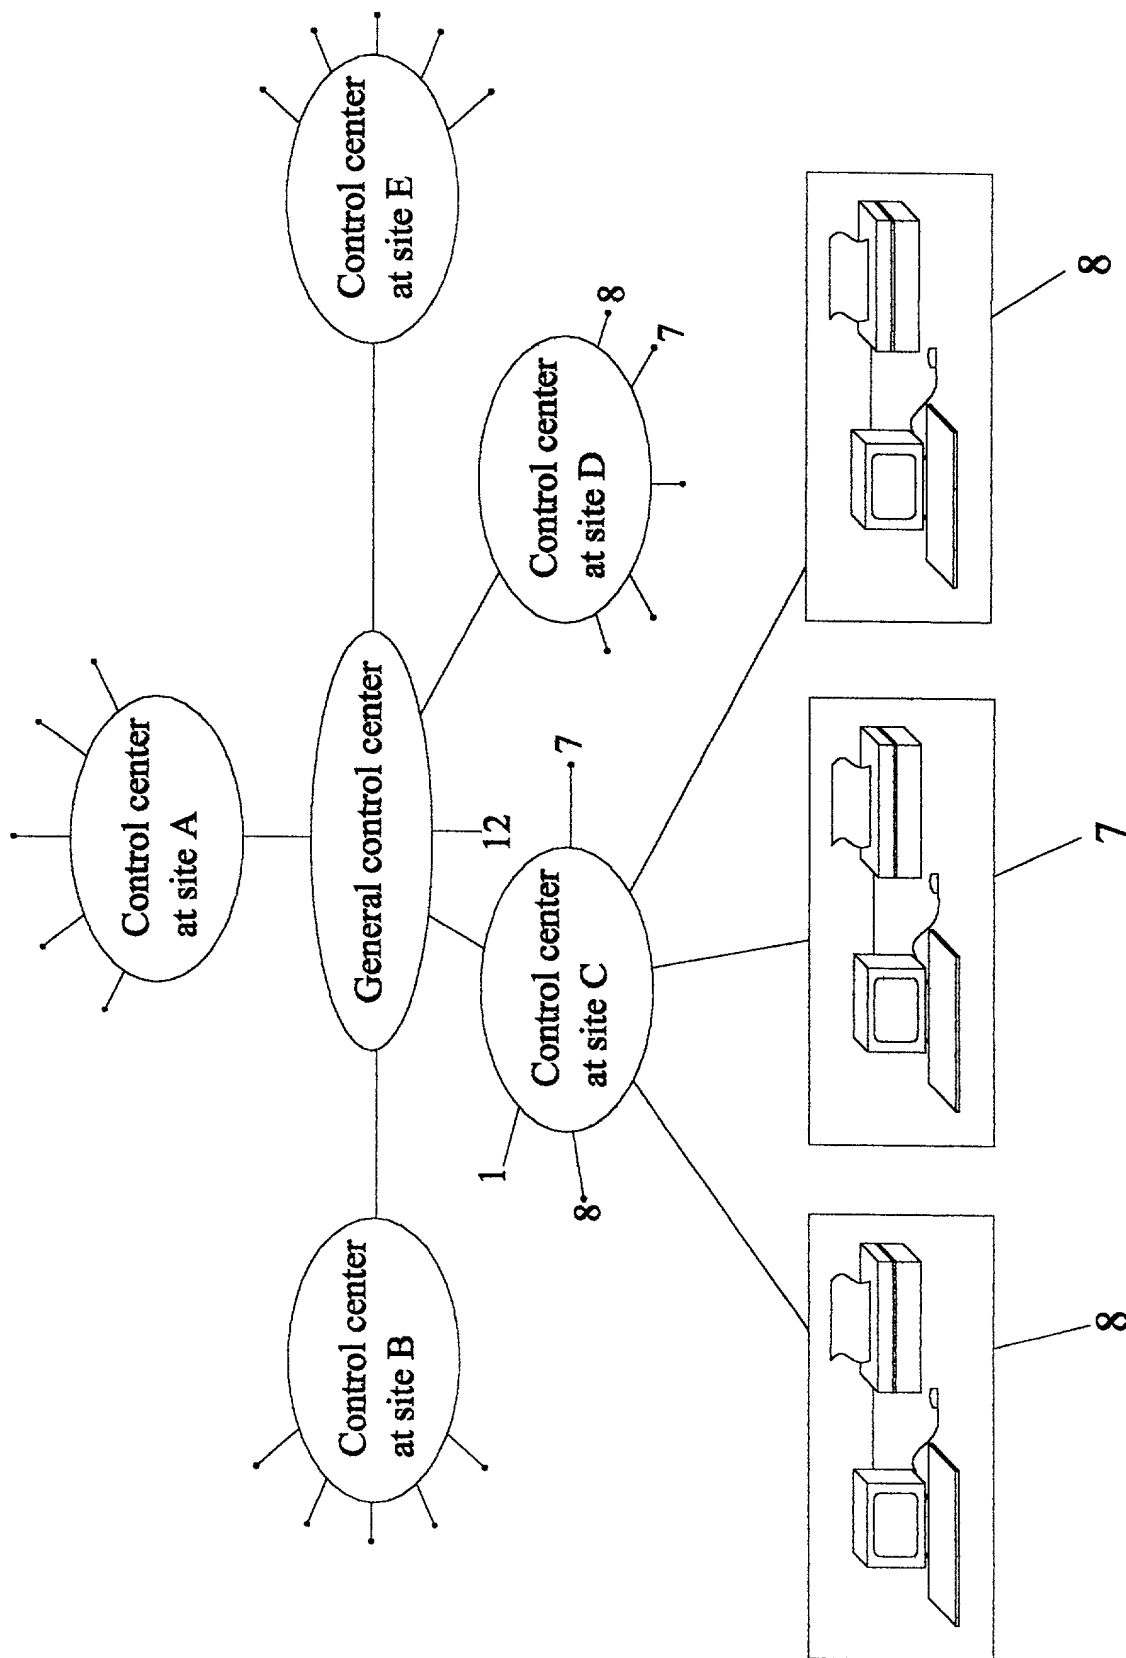 Control center
at site A
Control center
at site B
General control center
Control center
at site E
12
1
Control center
at site C
7
8
Control center
at site D
8
7
8
7
8